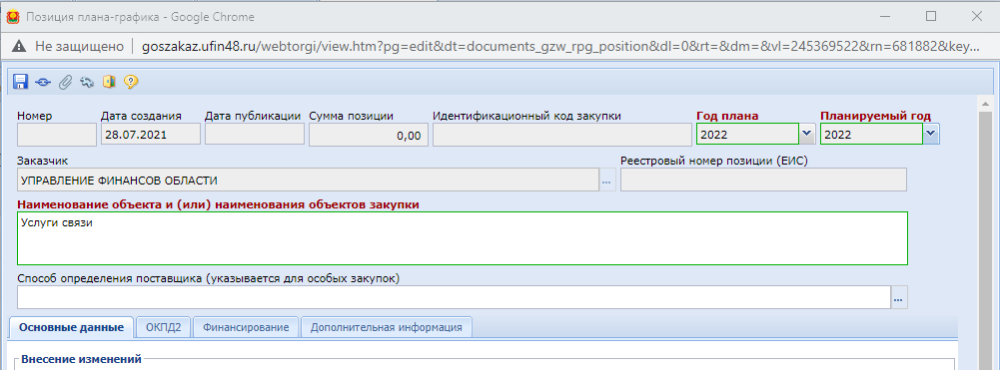 Позиция плана-графика - Google Chrome
Не защищено | goszakaz.ufin48.ru/webtorgi/view.htm?pg=edit&dt=documents_gzw_rpg_position&dl=0&rt=&dm=&vl=245369522&rn=681882&key...
Номер Дата создания Дата публикации Сумма позиции Идентификационный код закупки Год плана Планируемый год
28.07.2021 0,00 2022 2022
Заказчик Реестровый номер позиции (ЕИС)
УПРАВЛЕНИЕ ФИНАНСОВ ОБЛАСТИ ...
Наименование объекта и (или) наименования объектов закупки
Услуги связи
Способ определения поставщика (указывается для особых закупок)
...
Основные данные ОКПД2 Финансирование Дополнительная информация
Внесение изменений